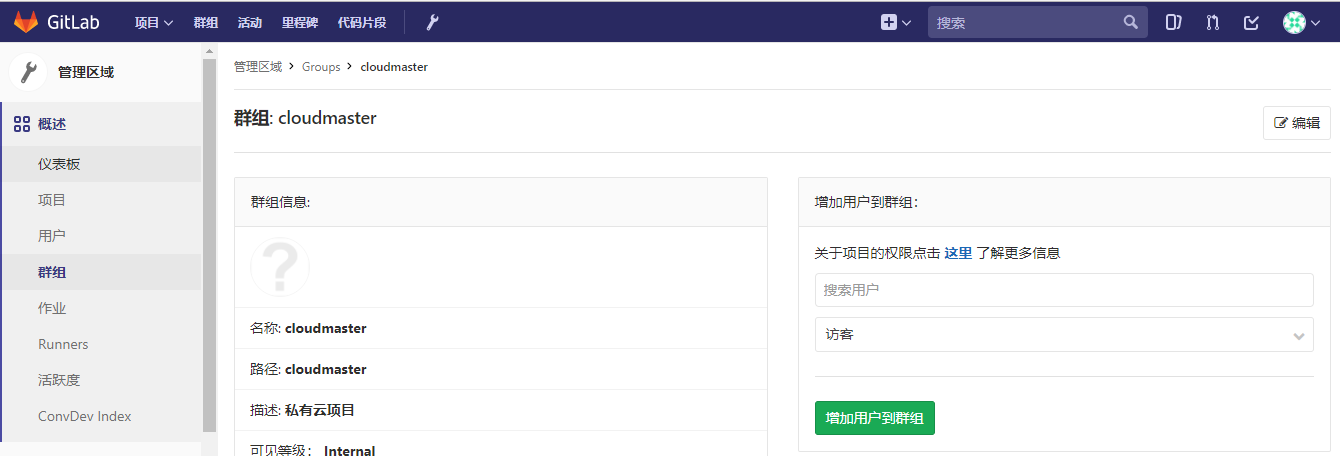 GitLab 项目 群组 活动 里程碑 代码片段 搜索
管理区域
概述
仪表板
项目
用户
群组
作业
Runners
活跃度
ConvDev Index
管理区域 > Groups > cloudmaster
群组: cloudmaster
编辑
群组信息:
?
名称: cloudmaster
路径: cloudmaster
描述: 私有云项目
可见等级： Internal
增加用户到群组：
关于项目的权限点击 这里 了解更多信息
搜索用户
访客
增加用户到群组